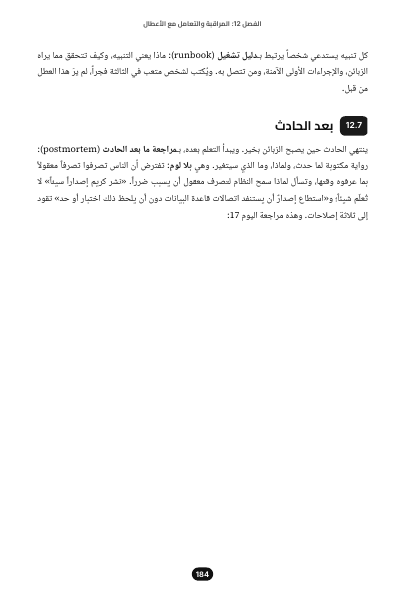 الفصل 12: المراقبة والتعامل مع الأعطال
كل تنبيه يستدعي شخصاً يرتبط بـدليل تشغيل (runbook): ماذا يعني التنبيه، وكيف تتحقق مما يراه
الزبائن، والإجراءات الأولى الآمنة، ومن تتصل به. ويُكتب لشخص متعب في الثالثة فجراً، لم يرَ هذا العطل
من قبل.
12.7 بعد الحادث
ينتهي الحادث حين يصبح الزبائن بخير. ويبدأ التعلم بعده، بـمراجعة ما بعد الحادث (postmortem):
رواية مكتوبة لما حدث، ولماذا، وما الذي سيتغير. وهي بلا لوم: تفترض أن الناس تصرفوا تصرفاً معقولاً
بما عرفوه وقتها، وتسأل لماذا سمح النظام لتصرف معقول أن يسبب ضرراً. «نشر كريم إصداراً سيئاً» لا
تُعلّم شيئاً؛ و«استطاع إصدارٌ أن يستنفد اتصالات قاعدة البيانات دون أن يلحظ ذلك اختبار أو حد» تقود
إلى ثلاثة إصلاحات. وهذه مراجعة اليوم 17:
184